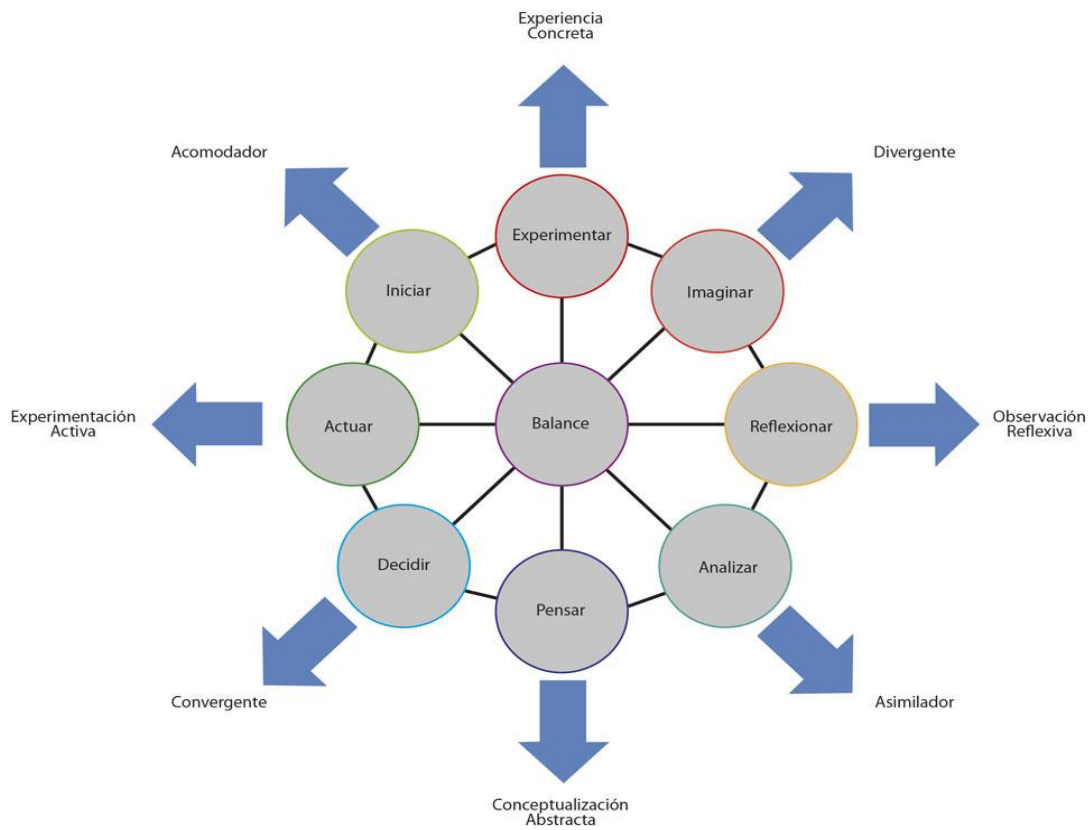 Experiencia
Concreta
Acomodador
Divergente
Experimentar
Iniciar
Imaginar
Experimentación
Activa
Actuar
Balance
Reflexionar
Observación
Reflexiva
Decidir
Analizar
Pensar
Convergente
Asimilador
Conceptualización
Abstracta